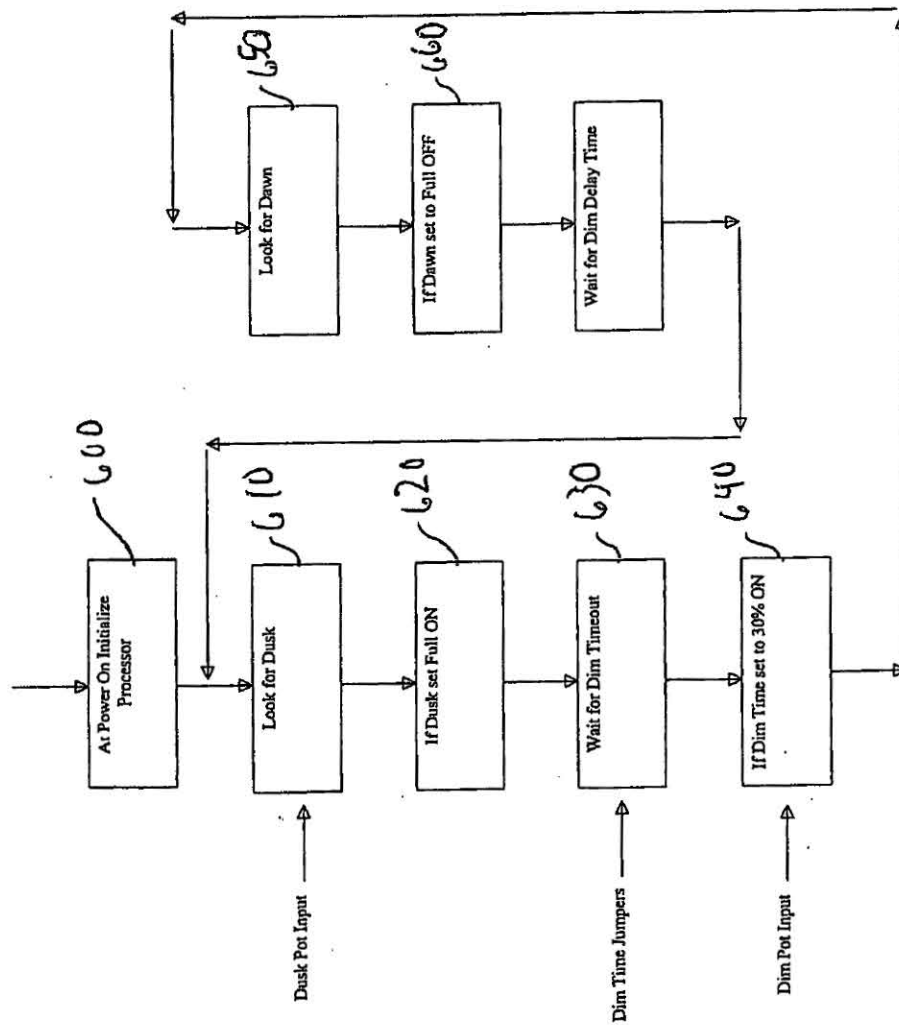 600
At Power On Initialize
Processor
Dusk Pot Input
610
Look for Dusk
620
If Dusk set Full ON
Dim Time Jumpers
630
Wait for Dim Timeout
Dim Pot Input
640
If Dim Time set to 30% ON
650
Look for Dawn
660
If Dawn set to Full OFF
Wait for Dim Delay Time